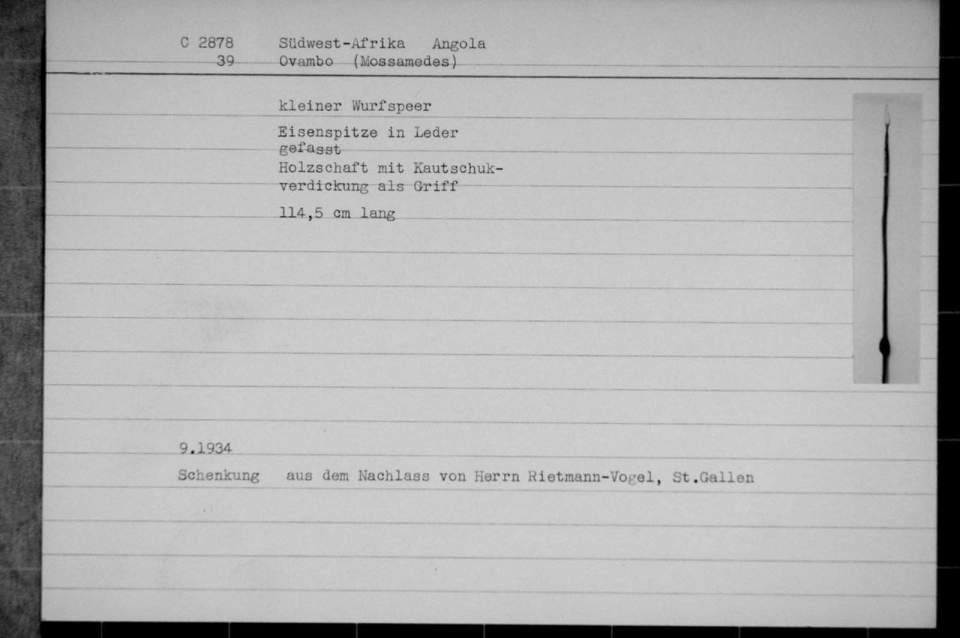 C 2878 Südwest-Afrika Angola
39 Ovambo (Mossamedes)
kleiner Wurfspeer
Eisenspitze in Leder
gefasst
Holzschaft mit Kautschuk-
verdickung als Griff
114,5 cm lang
9.1934
Schenkung aus dem Nachlass von Herrn Rietmann-Vogel, St.Gallen